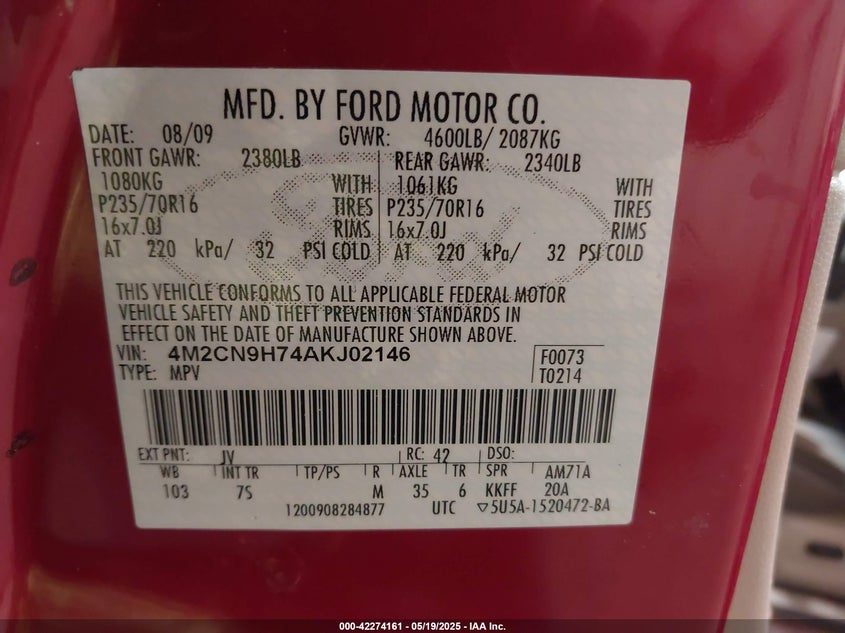 MFD. BY FORD MOTOR CO.
DATE: 08/09 GVWR: 4600LB/ 2087KG
FRONT GAWR: 2380LB REAR GAWR: 2340LB
1080KG WITH 1061KG WITH
P235/70R16 TIRES P235/70R16 TIRES
16x7.0J RIMS 16x7.0J RIMS
AT 220 kPa/ 32 PSI COLD AT 220 kPa/ 32 PSI COLD
THIS VEHICLE CONFORMS TO ALL APPLICABLE FEDERAL MOTOR
VEHICLE SAFETY AND THEFT PREVENTION STANDARDS IN
EFFECT ON THE DATE OF MANUFACTURE SHOWN ABOVE.
VIN: 4M2CN9H74AKJ02146 F0073
TYPE: MPV T0214
EXT PNT: JV RC: 42 DSO:
WB INT TR TP/PS R AXLE TR SPR AM71A
103 7S M 35 6 KKFF 20A
1200908284877 UTC ▽5U5A-1520472-BA
000-42274161 - 05/19/2025 - IAA Inc.